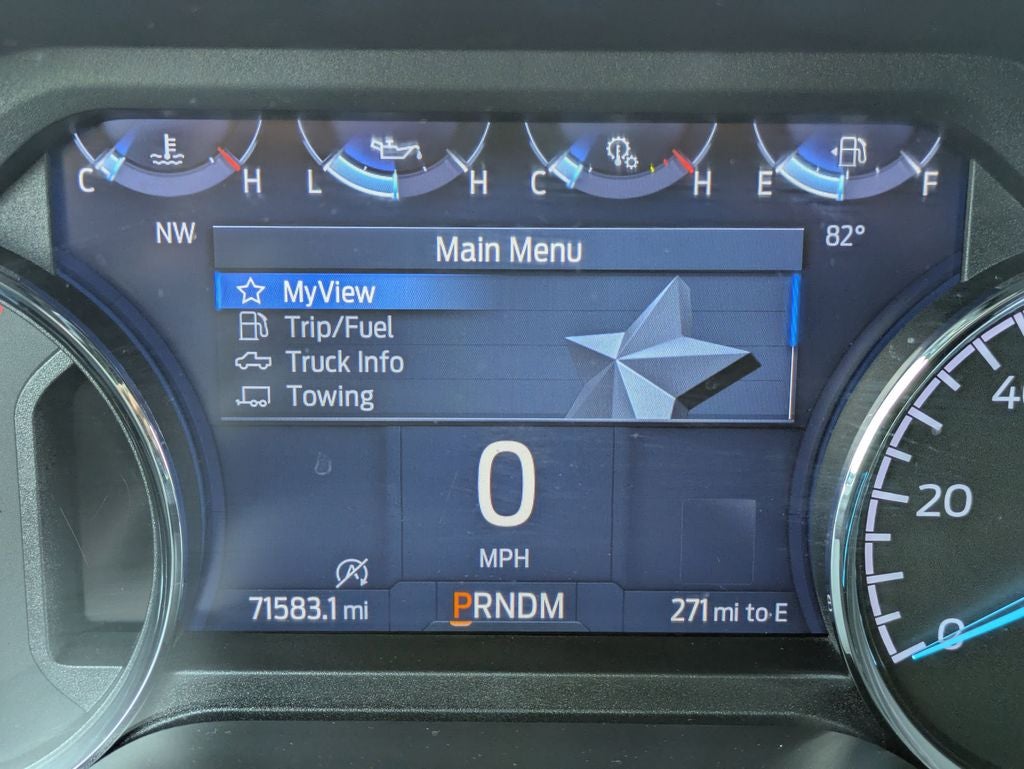 C H L H C H E F
NW 82°
Main Menu
MyView
Trip/Fuel
Truck Info
Towing
0
MPH
71583.1 mi PRNDM 271 mi to E
20
0